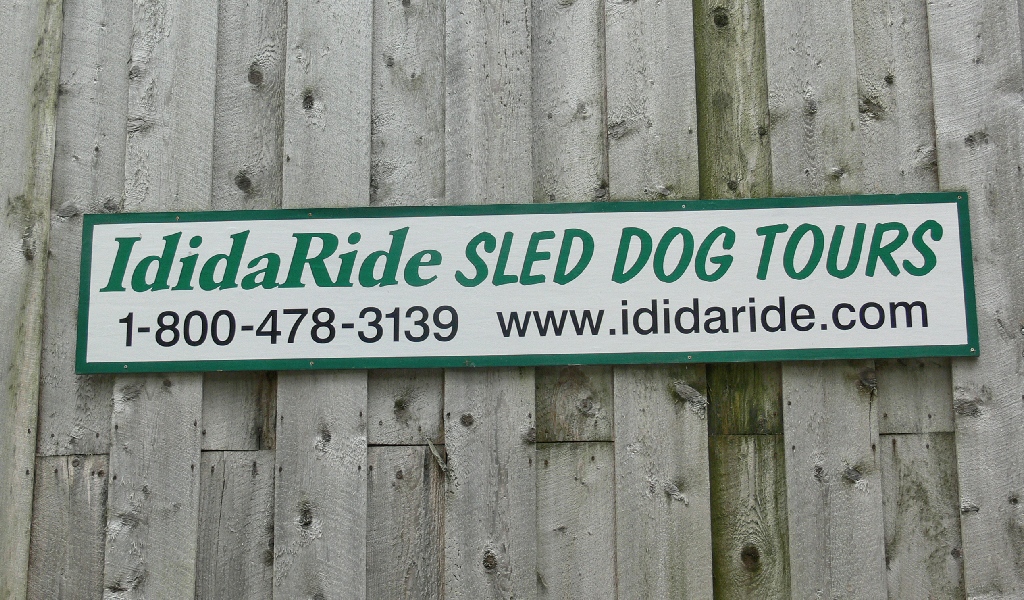 IdidaRide SLED DOG TOURS
1-800-478-3139 www.ididaride.com